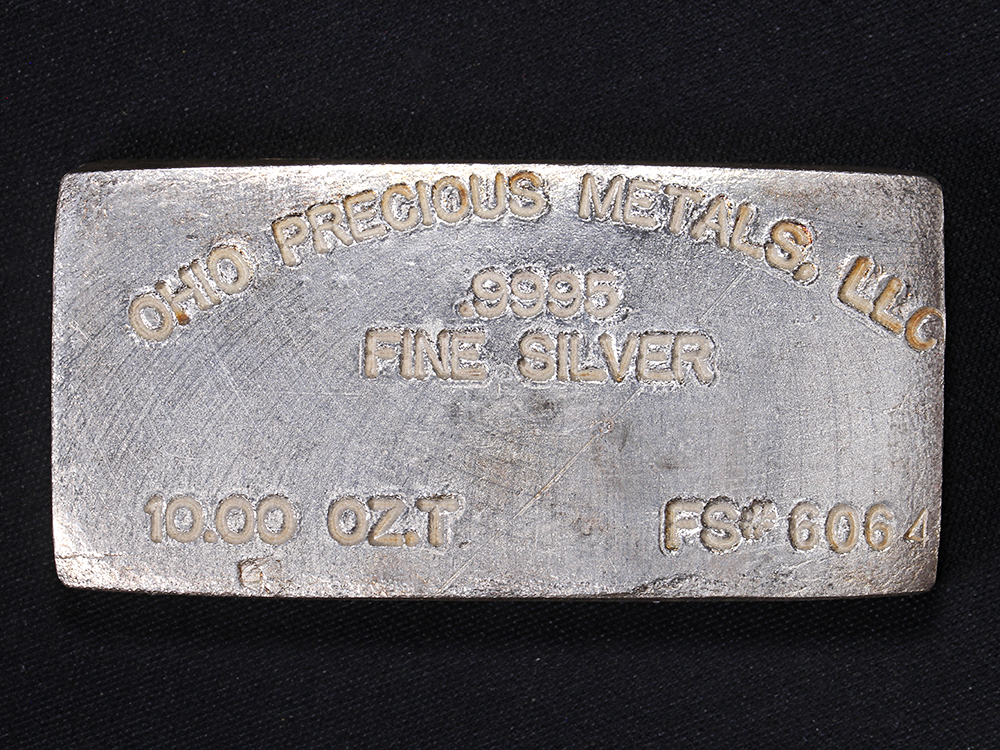 OHIO PRECIOUS METALS, LLC
.9995
FINE SILVER
10.00 OZ.T
FS# 6064